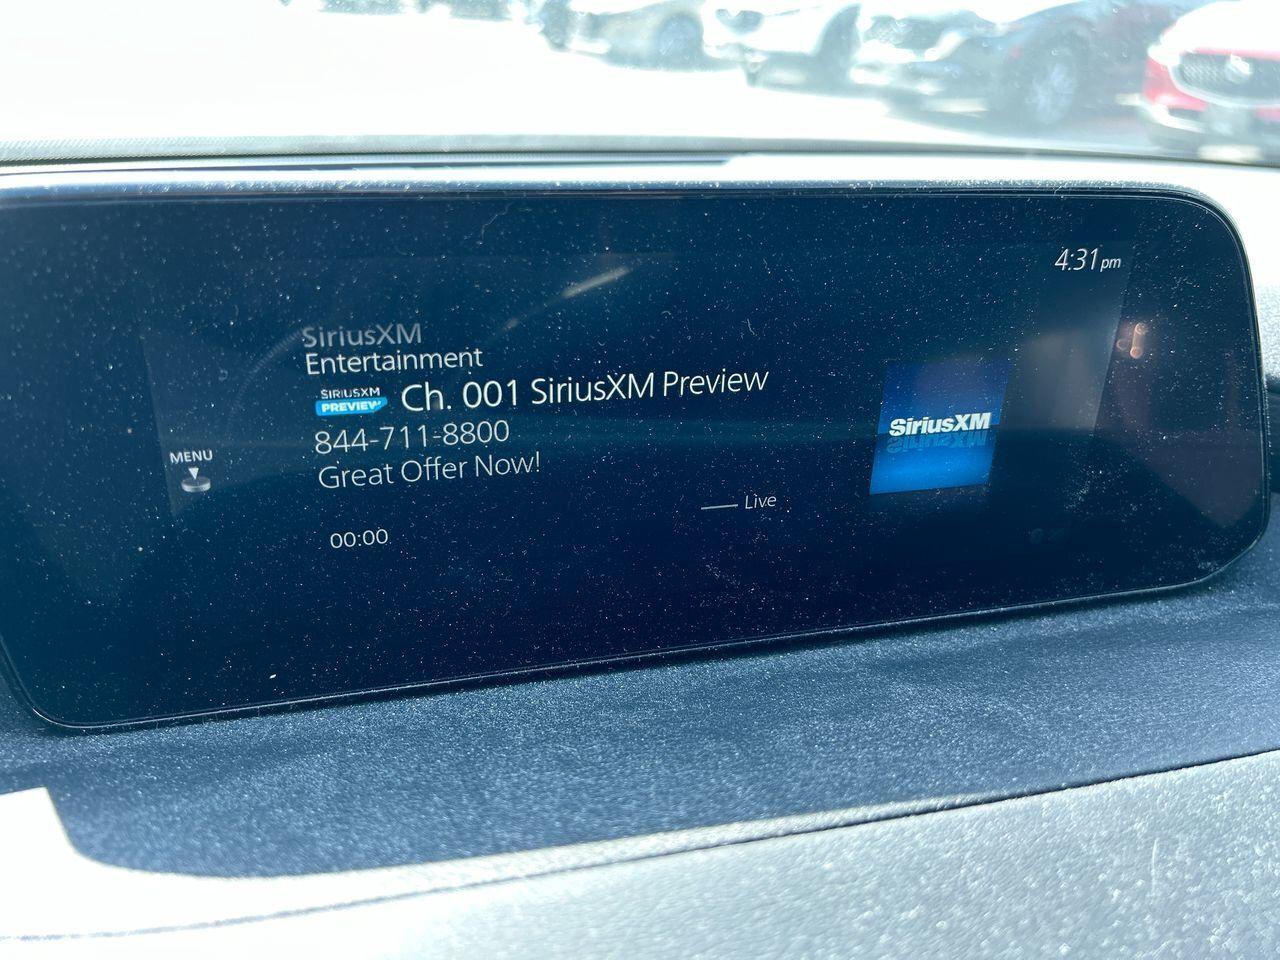 4:31 pm
SiriusXM
Entertainment
SIRIUSXM
PREVIEW
Ch. 001 SiriusXM Preview
844-711-8800
Great Offer Now!
MENU
SiriusXM
Live
00:00